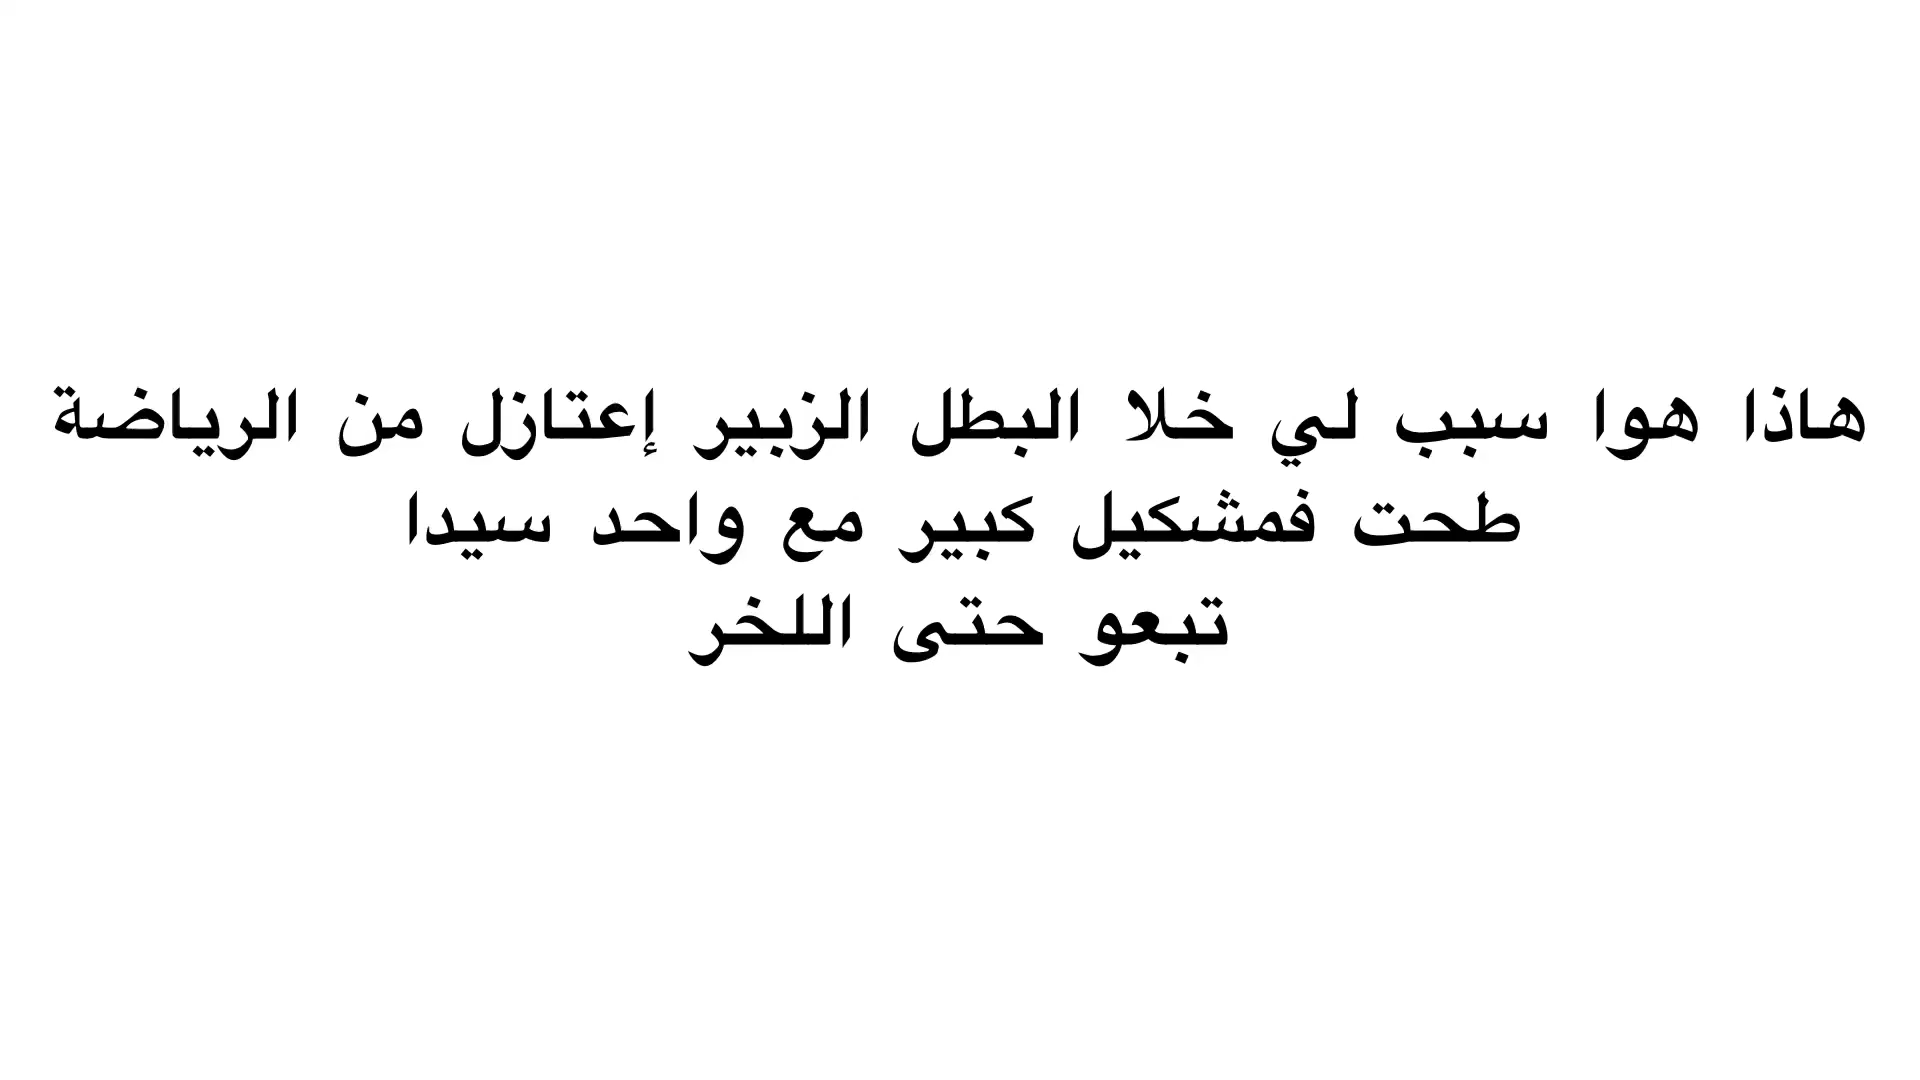 هاذا هوا سبب لي خلا البطل الزبير إعتازل من الرياضة
طحت فمشكيل كبير مع واحد سيدا
تبعو حتى اللخر